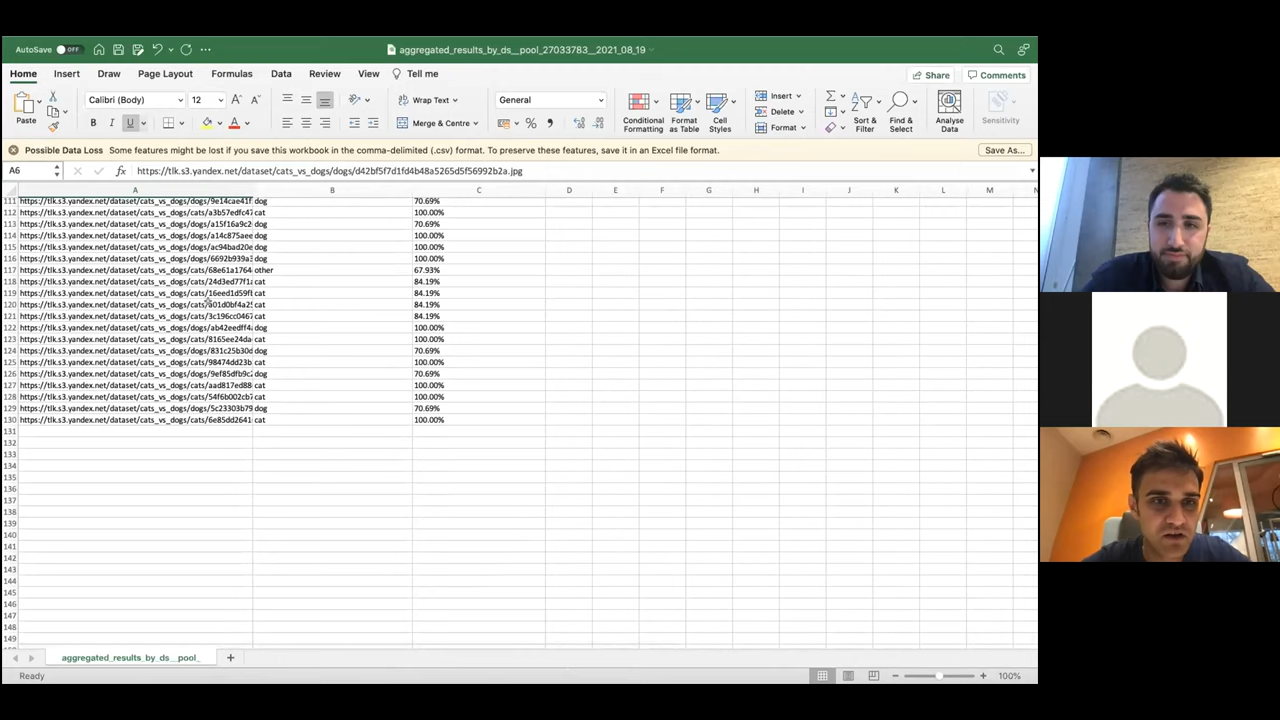 AutoSave OFF aggregated_results_by_ds__pool_27033783__2021_08_19
Home Insert Draw Page Layout Formulas Data Review View Tell me Share Comments
Paste Calibri (Body) 12 A A B I U A Wrap Text Merge & Centre General % Conditional Formatting Format as Table Cell Styles Insert Delete Format Sort & Filter Find & Select Analyse Data Sensitivity
Possible Data Loss Some features might be lost if you save this workbook in the comma-delimited (.csv) format. To preserve these features, save it in an Excel file format. Save As...
A6 fx https://tlk.s3.yandex.net/dataset/cats_vs_dogs/dogs/d42bf5f7d1fd4b48a5265d5f56992b2a.jpg
A B C D E F G H I J K L M N
111 https://tlk.s3.yandex.net/dataset/cats_vs_dogs/dogs/9e14cae41f dog 70.69%
112 https://tlk.s3.yandex.net/dataset/cats_vs_dogs/cats/a3b57edfc47 cat 100.00%
113 https://tlk.s3.yandex.net/dataset/cats_vs_dogs/dogs/a15f16a9c2 dog 70.69%
114 https://tlk.s3.yandex.net/dataset/cats_vs_dogs/dogs/a14c875aee dog 100.00%
115 https://tlk.s3.yandex.net/dataset/cats_vs_dogs/dogs/ac94bad20e dog 100.00%
116 https://tlk.s3.yandex.net/dataset/cats_vs_dogs/dogs/6692b939a3 dog 100.00%
117 https://tlk.s3.yandex.net/dataset/cats_vs_dogs/cats/68e61a1764 other 67.93%
118 https://tlk.s3.yandex.net/dataset/cats_vs_dogs/cats/24d3ed77f1 cat 84.19%
119 https://tlk.s3.yandex.net/dataset/cats_vs_dogs/cats/16eed1d59f cat 84.19%
120 https://tlk.s3.yandex.net/dataset/cats_vs_dogs/cats/a01d0bf4a25 cat 84.19%
121 https://tlk.s3.yandex.net/dataset/cats_vs_dogs/cats/3c196cc0467 cat 84.19%
122 https://tlk.s3.yandex.net/dataset/cats_vs_dogs/dogs/ab42eedff4 dog 100.00%
123 https://tlk.s3.yandex.net/dataset/cats_vs_dogs/cats/8165ee24da cat 100.00%
124 https://tlk.s3.yandex.net/dataset/cats_vs_dogs/dogs/831c25b30d dog 70.69%
125 https://tlk.s3.yandex.net/dataset/cats_vs_dogs/cats/98474dd23b cat 100.00%
126 https://tlk.s3.yandex.net/dataset/cats_vs_dogs/dogs/9ef85dfb9c2 dog 70.69%
127 https://tlk.s3.yandex.net/dataset/cats_vs_dogs/cats/aad817ed88 cat 100.00%
128 https://tlk.s3.yandex.net/dataset/cats_vs_dogs/cats/54f6b002cb7 cat 100.00%
129 https://tlk.s3.yandex.net/dataset/cats_vs_dogs/dogs/5c23303b79 dog 70.69%
130 https://tlk.s3.yandex.net/dataset/cats_vs_dogs/cats/6e85dd2641 cat 100.00%
131
132
133
134
135
136
137
138
139
140
141
142
143
144
145
146
147
148
149
aggregated_results_by_ds__pool_ +
Ready 100%